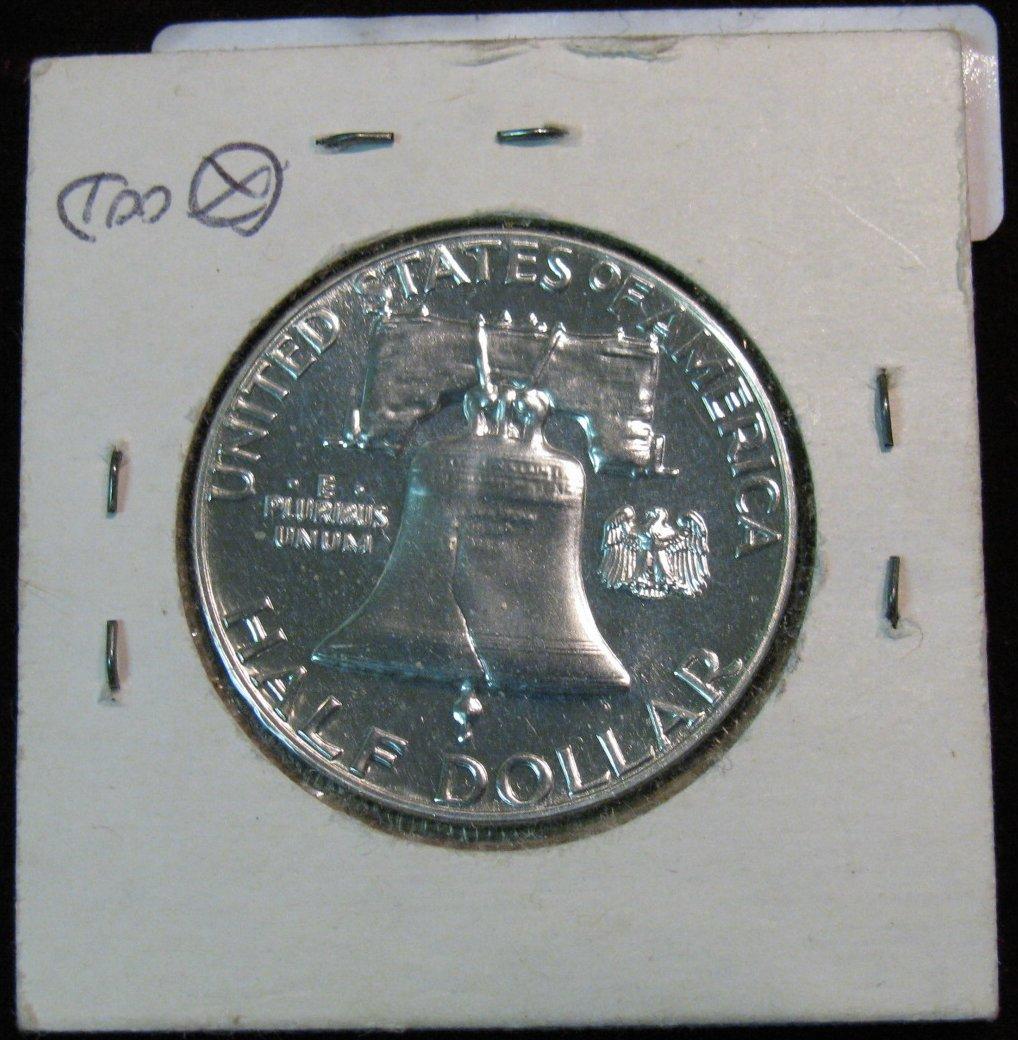 UNITED STATES OF AMERICA
· E ·
PLURIBUS
UNUM
HALF DOLLAR